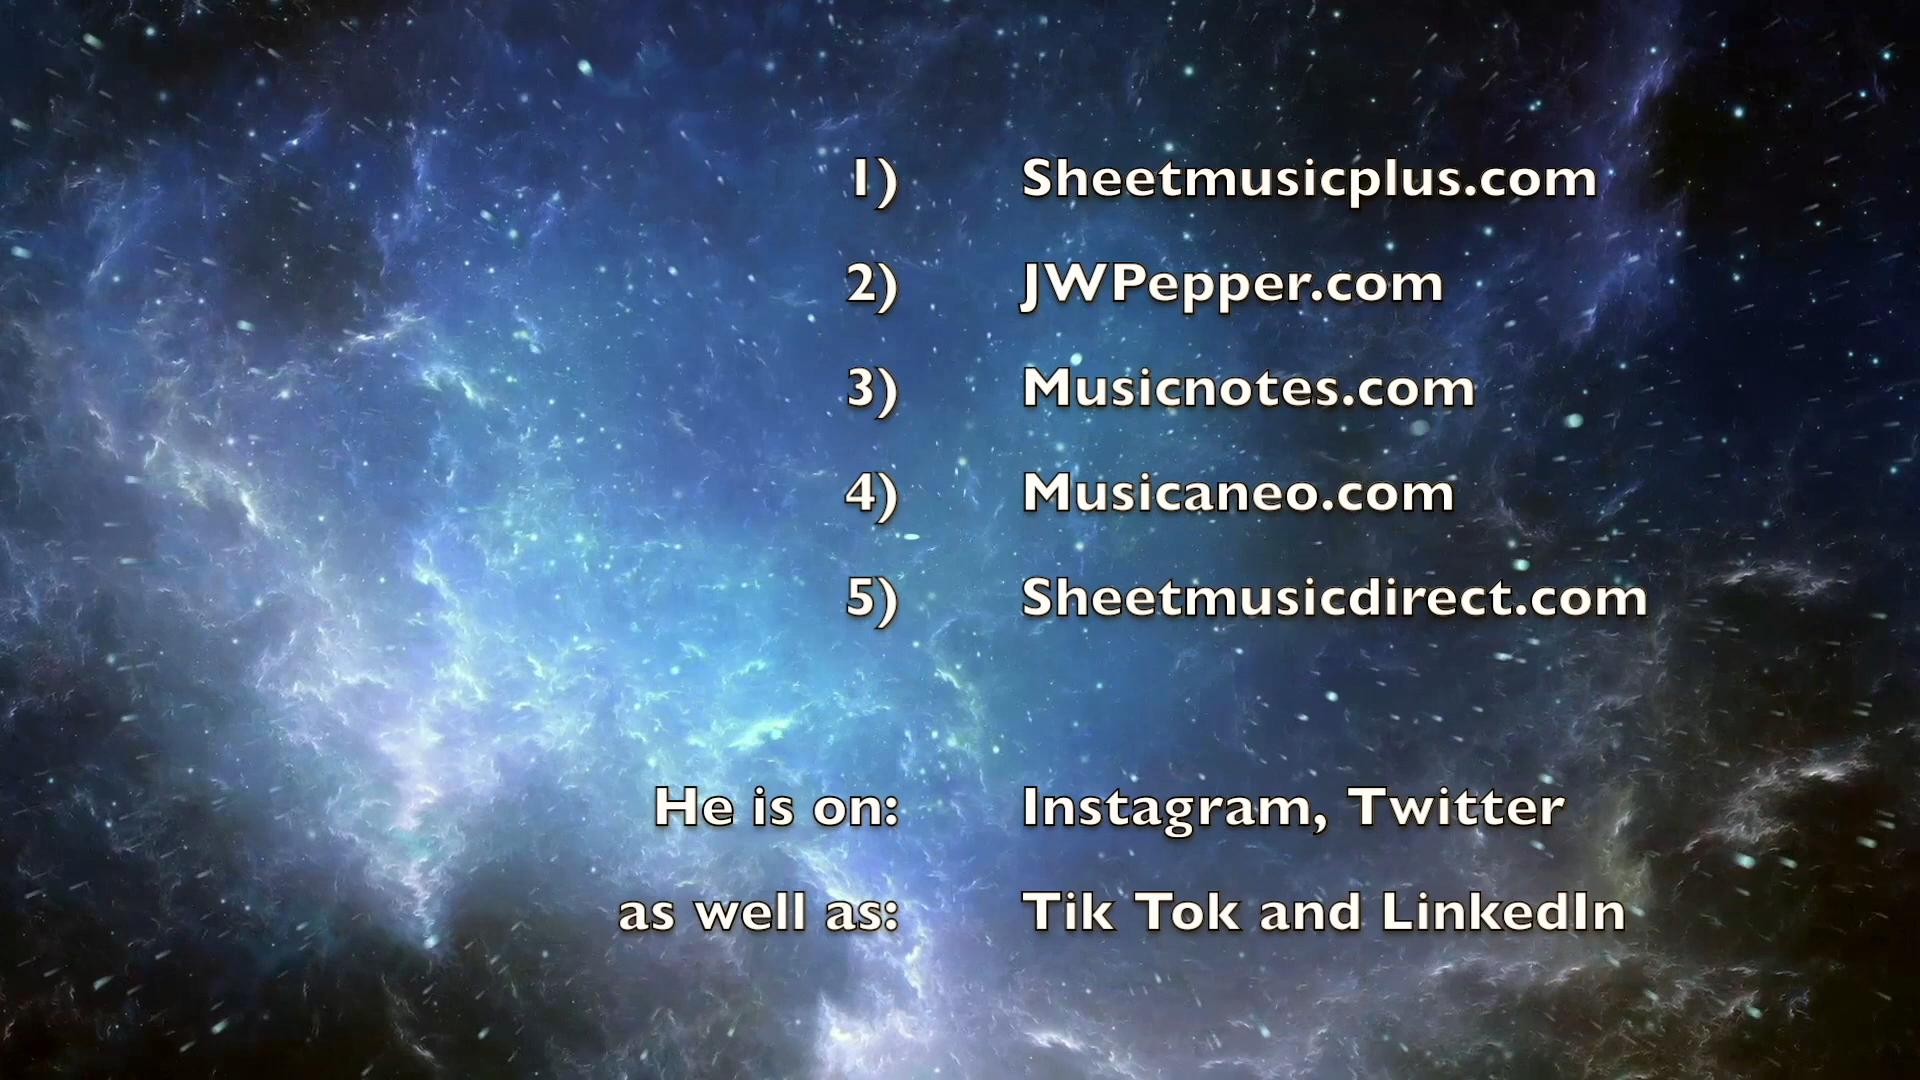 1) Sheetmusicplus.com
2) JWPepper.com
3) Musicnotes.com
4) Musicaneo.com
5) Sheetmusicdirect.com
He is on: Instagram, Twitter
as well as: Tik Tok and LinkedIn